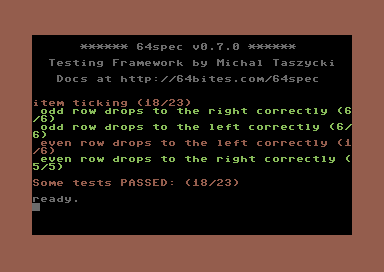 ****** 64spec v0.7.0 ******
Testing Framework by Michal Taszycki
Docs at http://64bites.com/64spec
item ticking (18/23)
odd row drops to the right correctly (6
/6)
odd row drops to the left correctly (6/
6)
even row drops to the left correctly (1
/6)
even row drops to the right correctly (
5/5)
Some tests PASSED: (18/23)
ready.